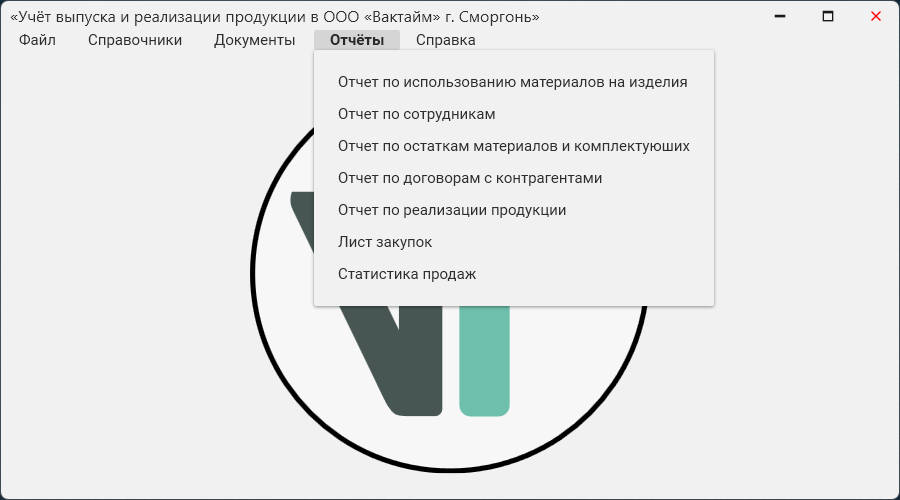 «Учёт выпуска и реализации продукции в ООО «Вактайм» г. Сморгонь»
Файл Справочники Документы Отчёты Справка
Отчет по использованию материалов на изделия
Отчет по сотрудникам
Отчет по остаткам материалов и комплектуюших
Отчет по договорам с контрагентами
Отчет по реализации продукции
Лист закупок
Статистика продаж